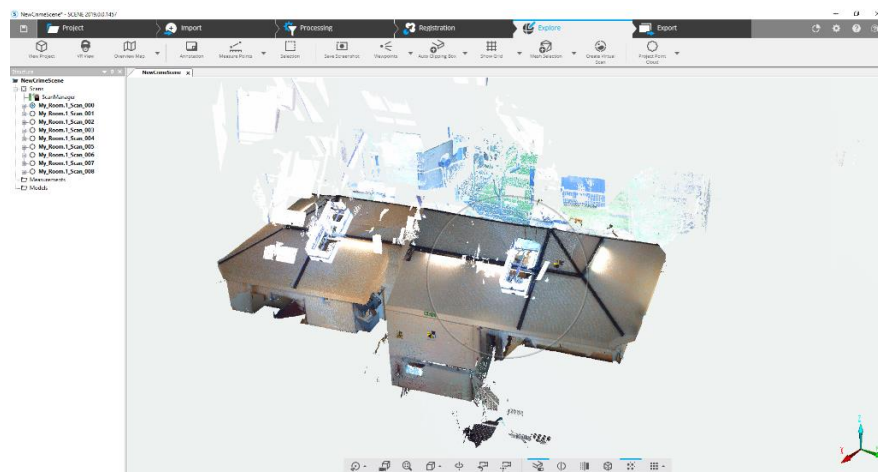 NewCrimeScene* - SCENE 2019.0.0.1457
Project
Import
Processing
Registration
Explore
Export
View Project
VR View
Overview Map
Annotation
Measure Points
Selection
Save Screenshot
Viewpoints
Auto Clipping Box
Show Grid
Mesh Selection
Create Virtual Scan
Project Point Cloud
Structure
NewCrimeScene x
NewCrimeScene
Scans
ScanManager
My_Room.1_Scan_000
My_Room.1_Scan_001
My_Room.1_Scan_002
My_Room.1_Scan_003
My_Room.1_Scan_004
My_Room.1_Scan_005
My_Room.1_Scan_006
My_Room.1_Scan_007
My_Room.1_Scan_008
Measurements
Models